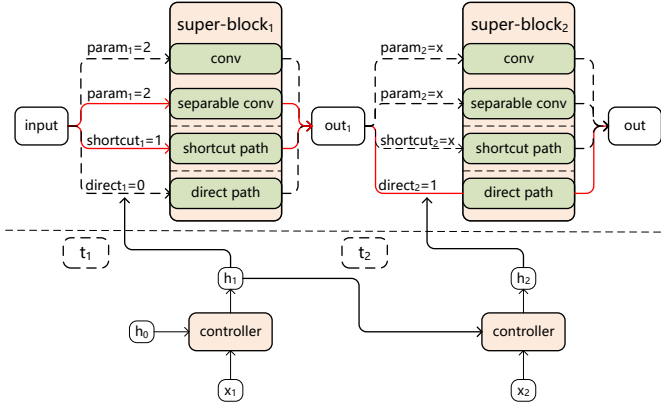 super-block₁
param₁=2
conv
param₁=2
separable conv
input
out₁
shortcut₁=1
shortcut path
direct₁=0
direct path
super-block₂
param₂=x
conv
param₂=x
separable conv
out
shortcut₂=x
shortcut path
direct₂=1
direct path
t₁
t₂
h₁
h₂
h₀
controller
controller
x₁
x₂